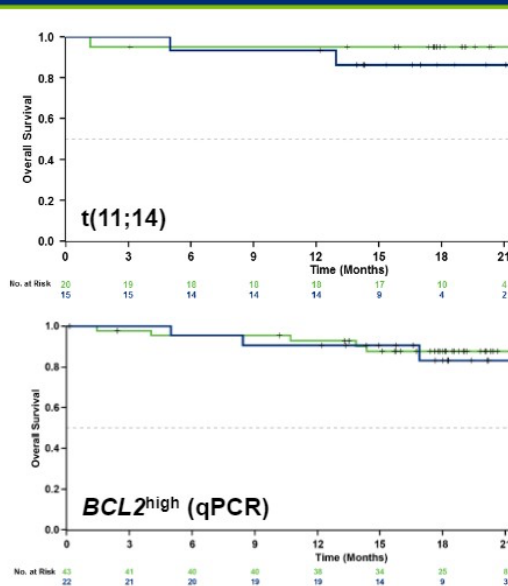 1.0
0.8
0.6
0.4
0.2
0.0
Overall Survival
t(11;14)
0 3 6 9 12 15 18 21
Time (Months)
No. at Risk 20 19 18 18 18 17 10 4
15 15 14 14 14 9 4 2
1.0
0.8
0.6
0.4
0.2
0.0
Overall Survival
BCL2high (qPCR)
0 3 6 9 12 15 18 21
Time (Months)
No. at Risk 43 41 40 40 38 34 25
22 21 20 19 19 14 9 3